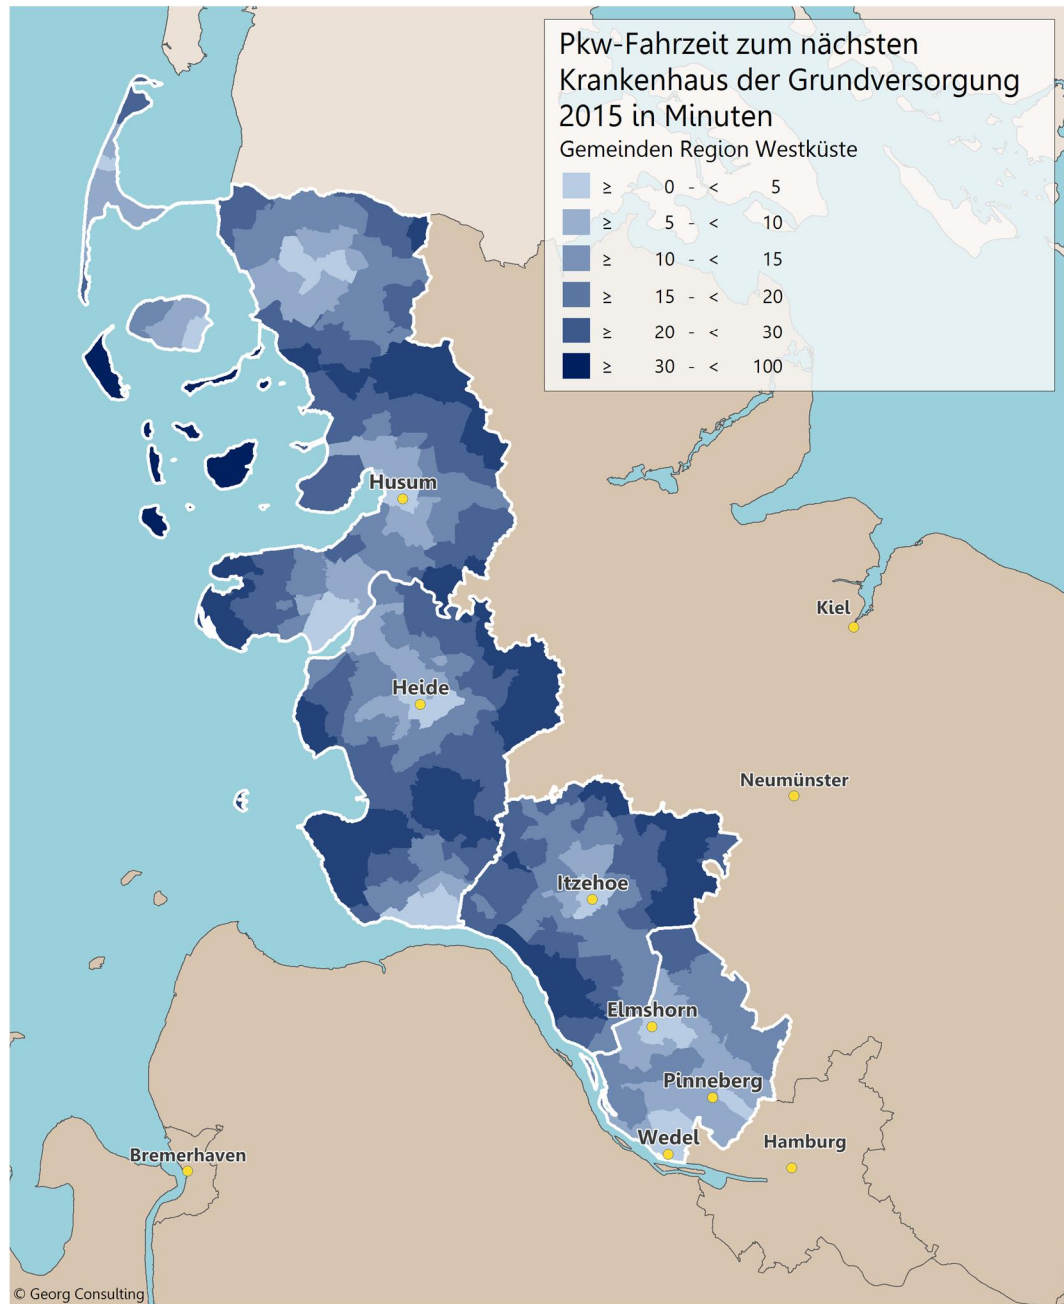 Pkw-Fahrzeit zum nächsten
Krankenhaus der Grundversorgung
2015 in Minuten
Gemeinden Region Westküste
≥ 0 - < 5
≥ 5 - < 10
≥ 10 - < 15
≥ 15 - < 20
≥ 20 - < 30
≥ 30 - < 100
Husum
Kiel
Heide
Neumünster
Itzehoe
Elmshorn
Pinneberg
Wedel
Hamburg
Bremerhaven
© Georg Consulting